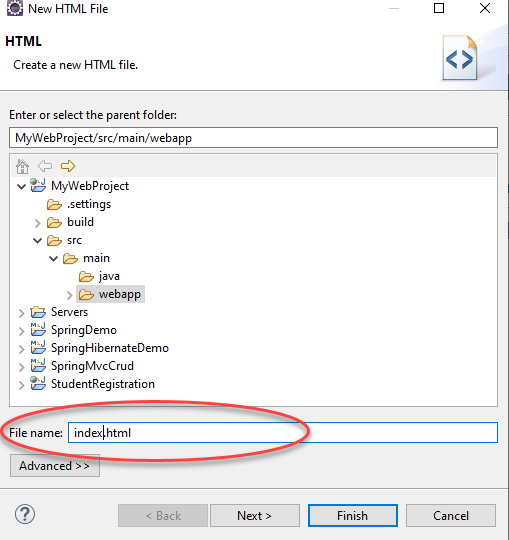 New HTML File
HTML
Create a new HTML file.
Enter or select the parent folder:
MyWebProject/src/main/webapp
MyWebProject
.settings
build
src
main
java
webapp
Servers
SpringDemo
SpringHibernateDemo
SpringMvcCrud
StudentRegistration
File name: index.html
Advanced >>
? < Back Next > Finish Cancel